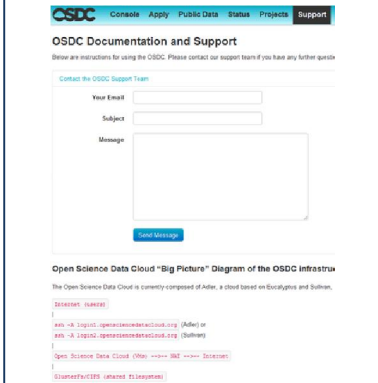 OSDC Console Apply Public Data Status Projects Support
OSDC Documentation and Support
Below are instructions for using the OSDC. Please contact our support team if you have any further questio
Contact the OSDC Support Team
Your Email
Subject
Message
Send Message
Open Science Data Cloud "Big Picture" Diagram of the OSDC infrastru
The Open Science Data Cloud is currently composed of Adler, a cloud based on Eucalyptus and Sullivan,
Internet (users)
|
ssh -A login1.opensciencedatacloud.org (Adler) or
ssh -A login2.opensciencedatacloud.org (Sullivan)
|
Open Science Data Cloud (VMs) -->-- NAT -->-- Internet
|
GlusterFS/CIFS (shared filesystem)